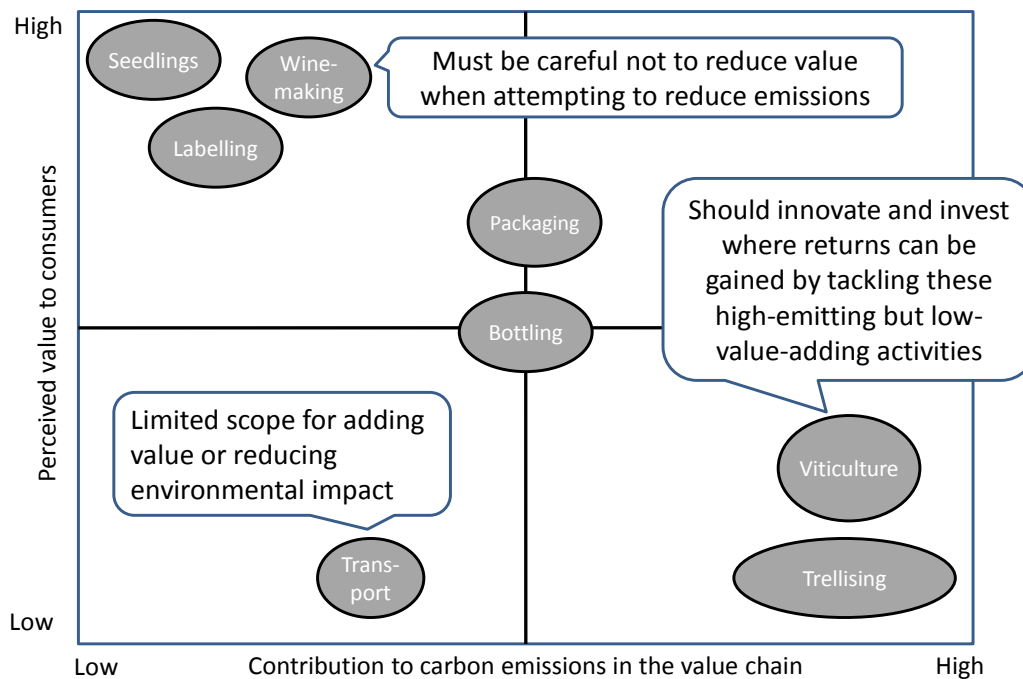 High
Seedlings
Wine-
making
Must be careful not to reduce value
when attempting to reduce emissions
Labelling
Perceived value to consumers
Packaging
Should innovate and invest
where returns can be
gained by tackling these
high-emitting but low-
value-adding activities
Bottling
Limited scope for adding
value or reducing
environmental impact
Viticulture
Trans-
port
Trellising
Low
Low
Contribution to carbon emissions in the value chain
High